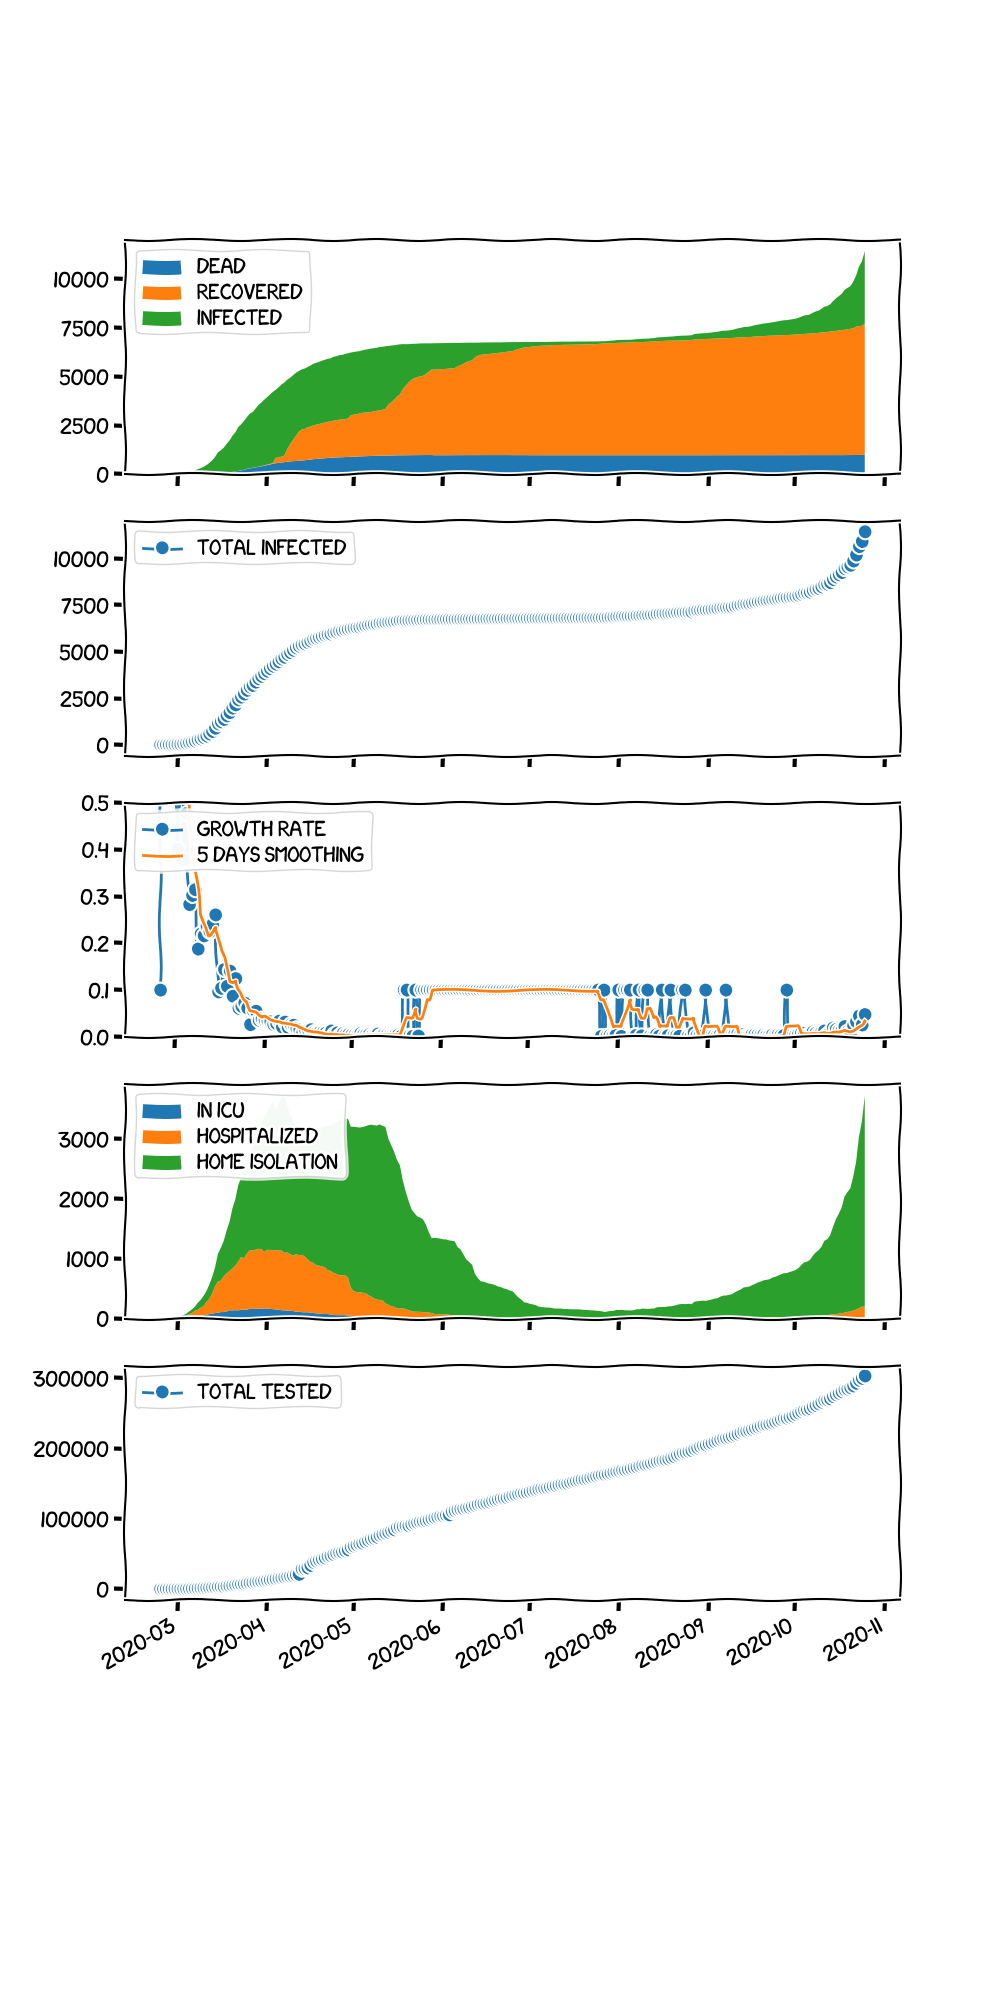 DEAD
RECOVERED
INFECTED
10000
7500
5000
2500
0
TOTAL INFECTED
10000
7500
5000
2500
0
0.5
0.4
0.3
0.2
0.1
0.0
GROWTH RATE
5 DAYS SMOOTHING
IN ICU
HOSPITALIZED
HOME ISOLATION
3000
2000
1000
0
TOTAL TESTED
300000
200000
100000
0
2020-03 2020-04 2020-05 2020-06 2020-07 2020-08 2020-09 2020-10 2020-11